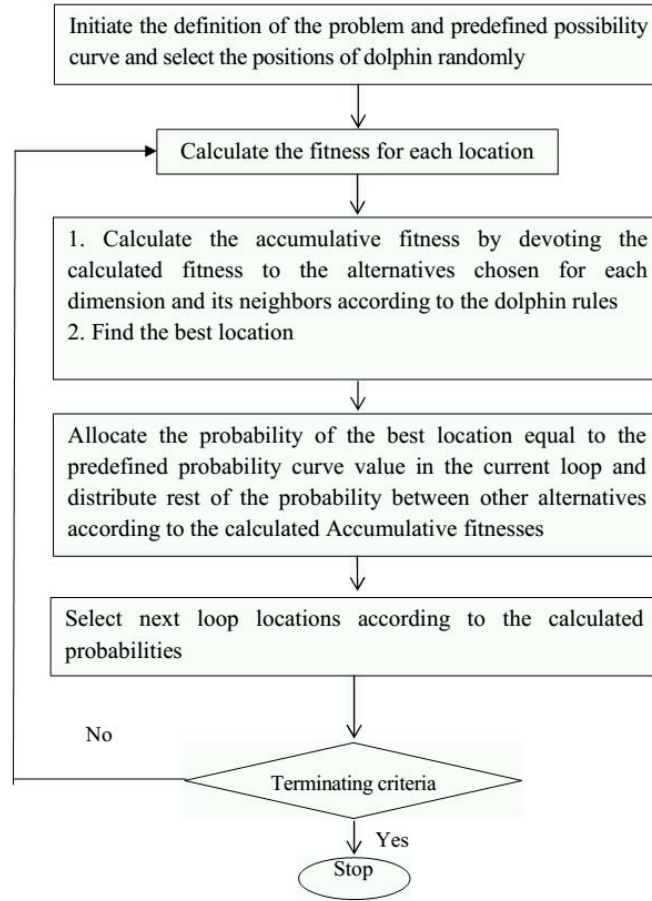 Initiate the definition of the problem and predefined possibility
curve and select the positions of dolphin randomly
Calculate the fitness for each location
1. Calculate the accumulative fitness by devoting the
calculated fitness to the alternatives chosen for each
dimension and its neighbors according to the dolphin rules
2. Find the best location
Allocate the probability of the best location equal to the
predefined probability curve value in the current loop and
distribute rest of the probability between other alternatives
according to the calculated Accumulative fitnesses
Select next loop locations according to the calculated
probabilities
No
Terminating criteria
Yes
Stop